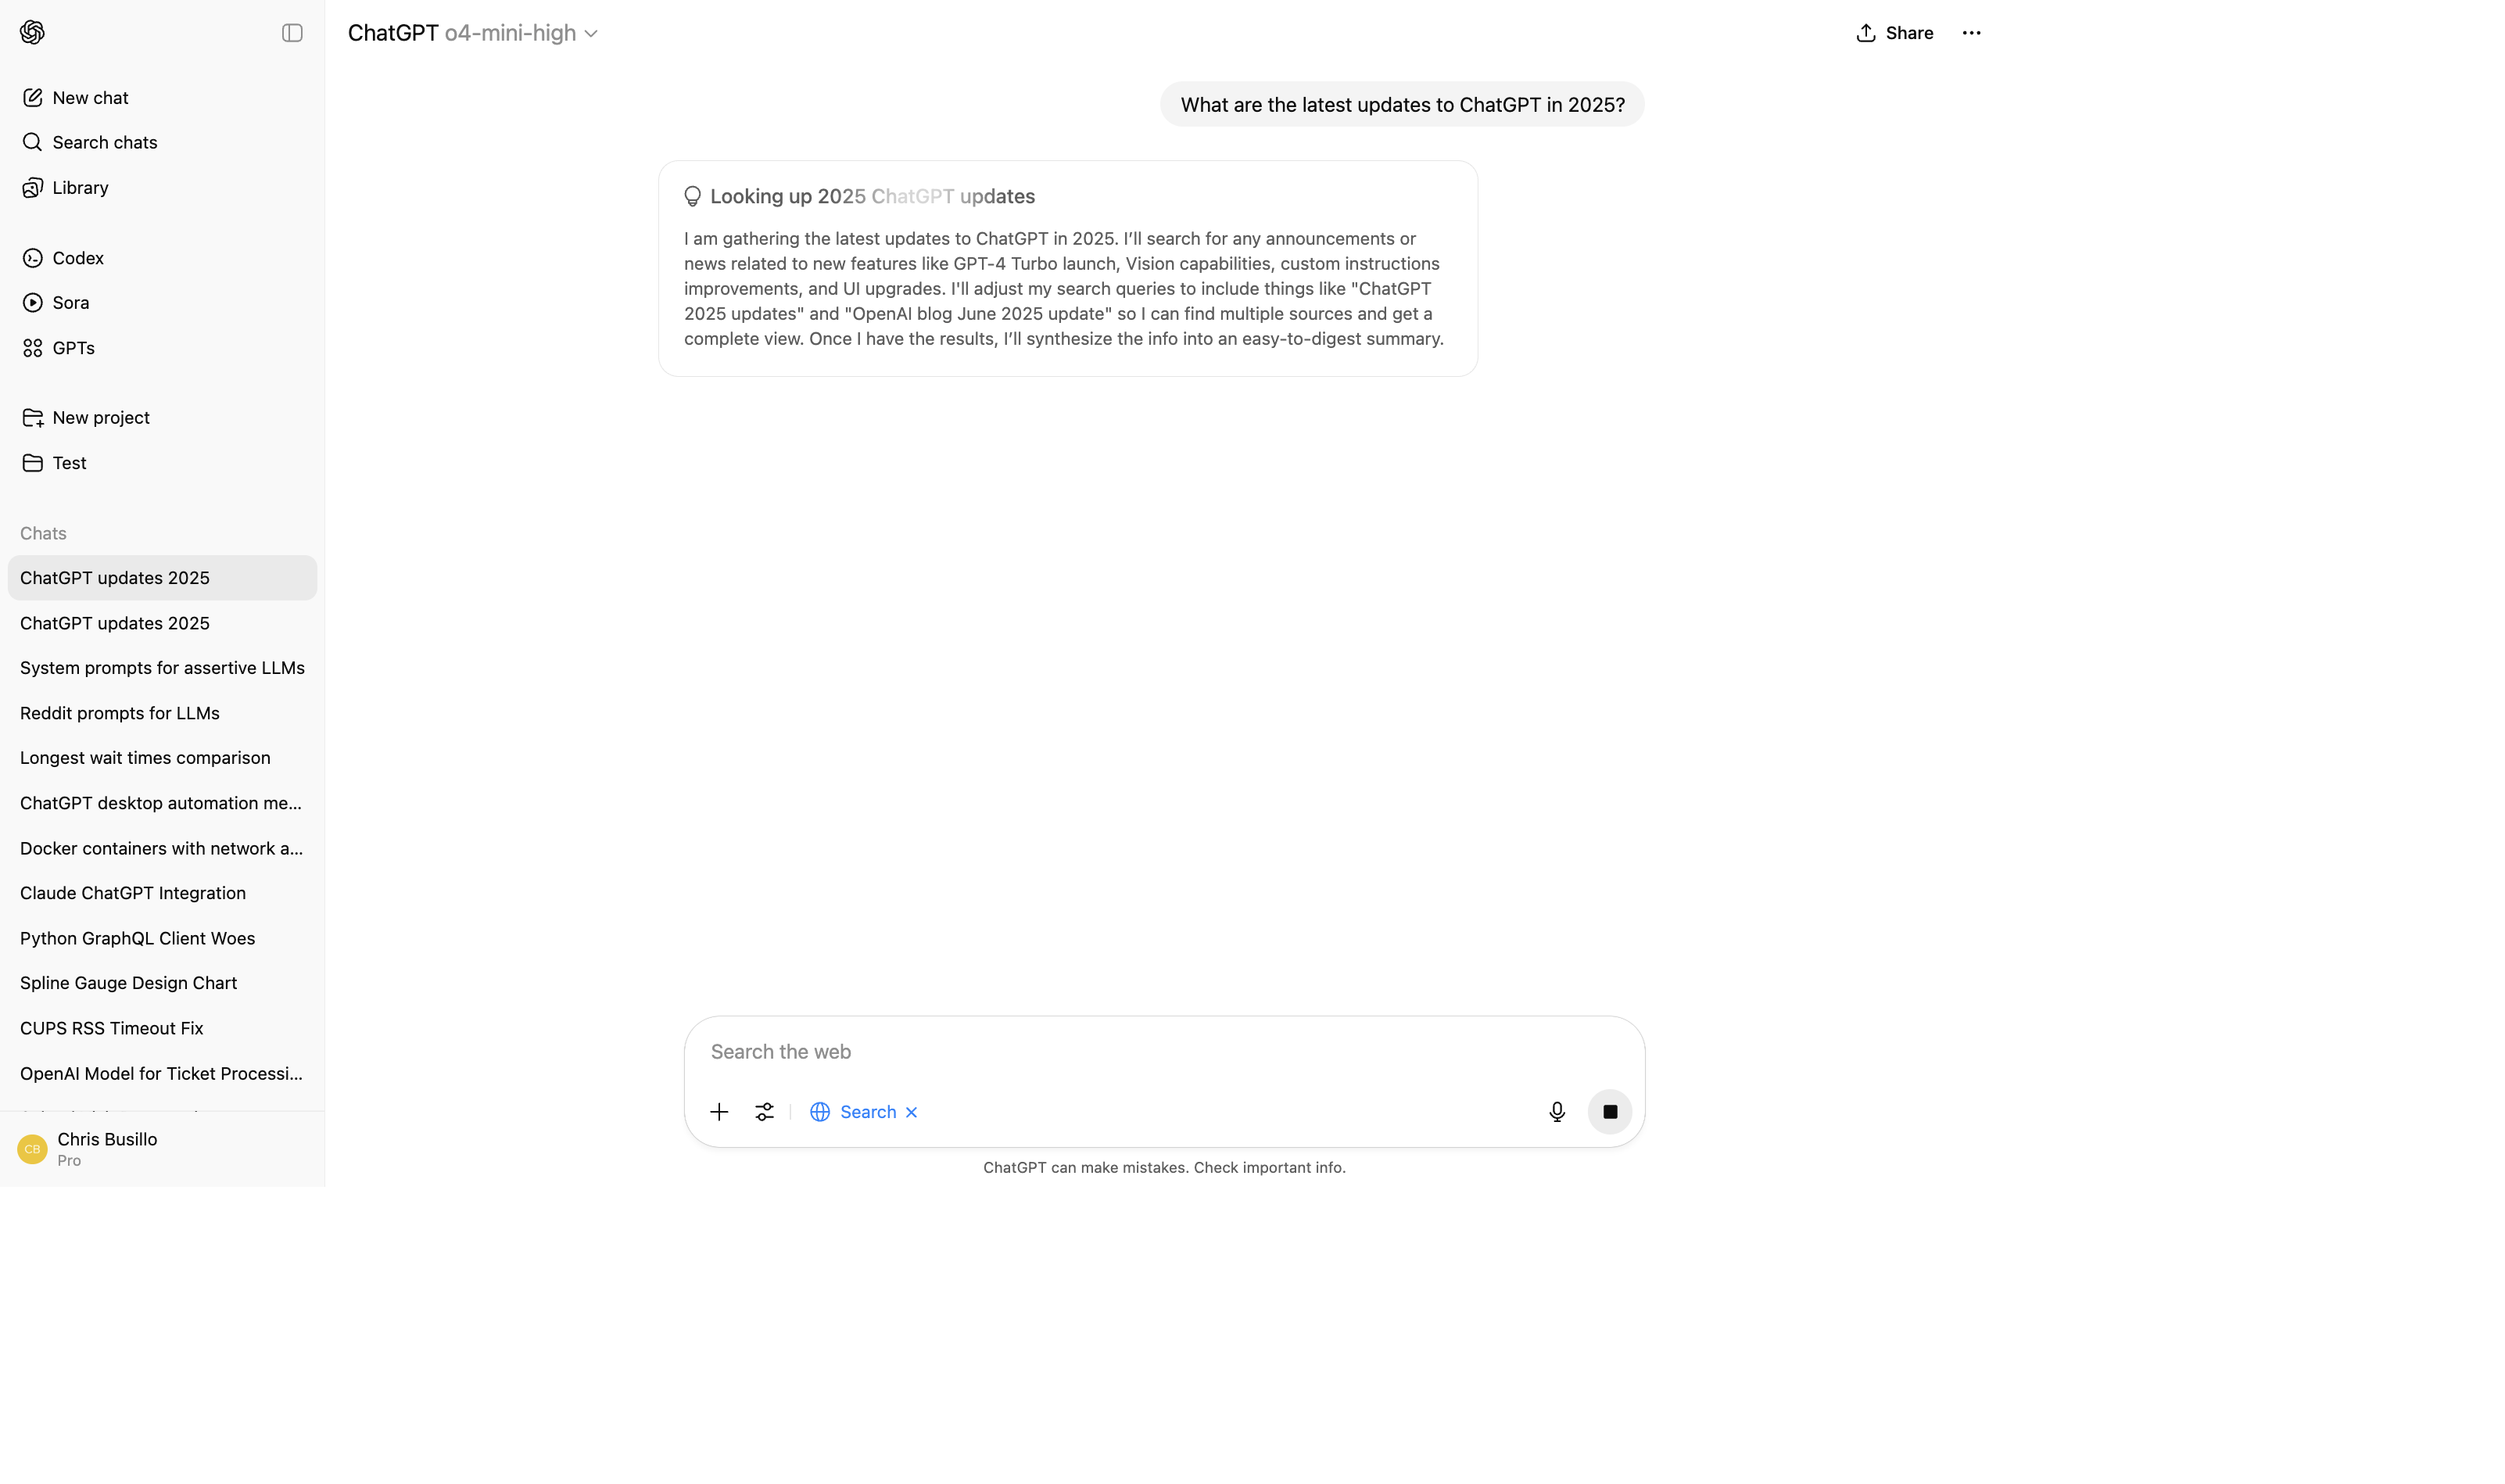 ChatGPT o4-mini-high
Share
New chat
Search chats
Library
Codex
Sora
GPTs
New project
Test
Chats
ChatGPT updates 2025
ChatGPT updates 2025
System prompts for assertive LLMs
Reddit prompts for LLMs
Longest wait times comparison
ChatGPT desktop automation me...
Docker containers with network a...
Claude ChatGPT Integration
Python GraphQL Client Woes
Spline Gauge Design Chart
CUPS RSS Timeout Fix
OpenAI Model for Ticket Processi...
CB
Chris Busillo
Pro
What are the latest updates to ChatGPT in 2025?
Looking up 2025 ChatGPT updates
I am gathering the latest updates to ChatGPT in 2025. I’ll search for any announcements or
news related to new features like GPT-4 Turbo launch, Vision capabilities, custom instructions
improvements, and UI upgrades. I'll adjust my search queries to include things like "ChatGPT
2025 updates" and "OpenAI blog June 2025 update" so I can find multiple sources and get a
complete view. Once I have the results, I’ll synthesize the info into an easy-to-digest summary.
Search the web
Search
ChatGPT can make mistakes. Check important info.